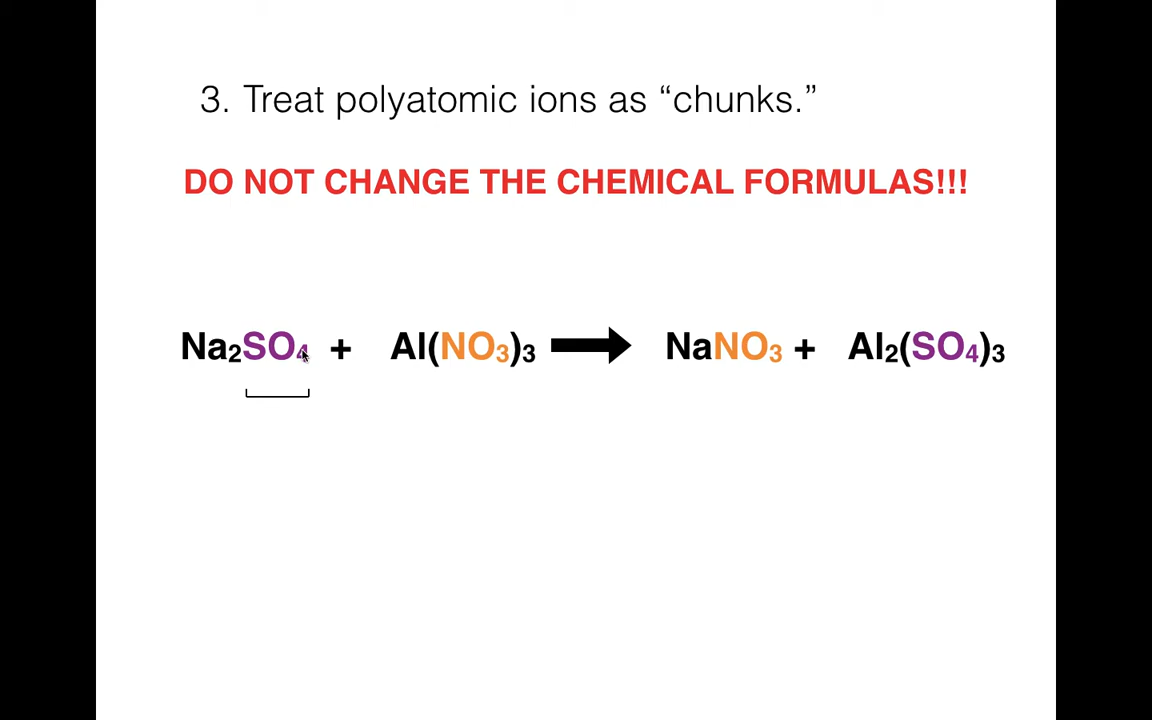 3. Treat polyatomic ions as “chunks.”
DO NOT CHANGE THE CHEMICAL FORMULAS!!!
Na₂SO₄ + Al(NO₃)₃ ➡ NaNO₃ + Al₂(SO₄)₃